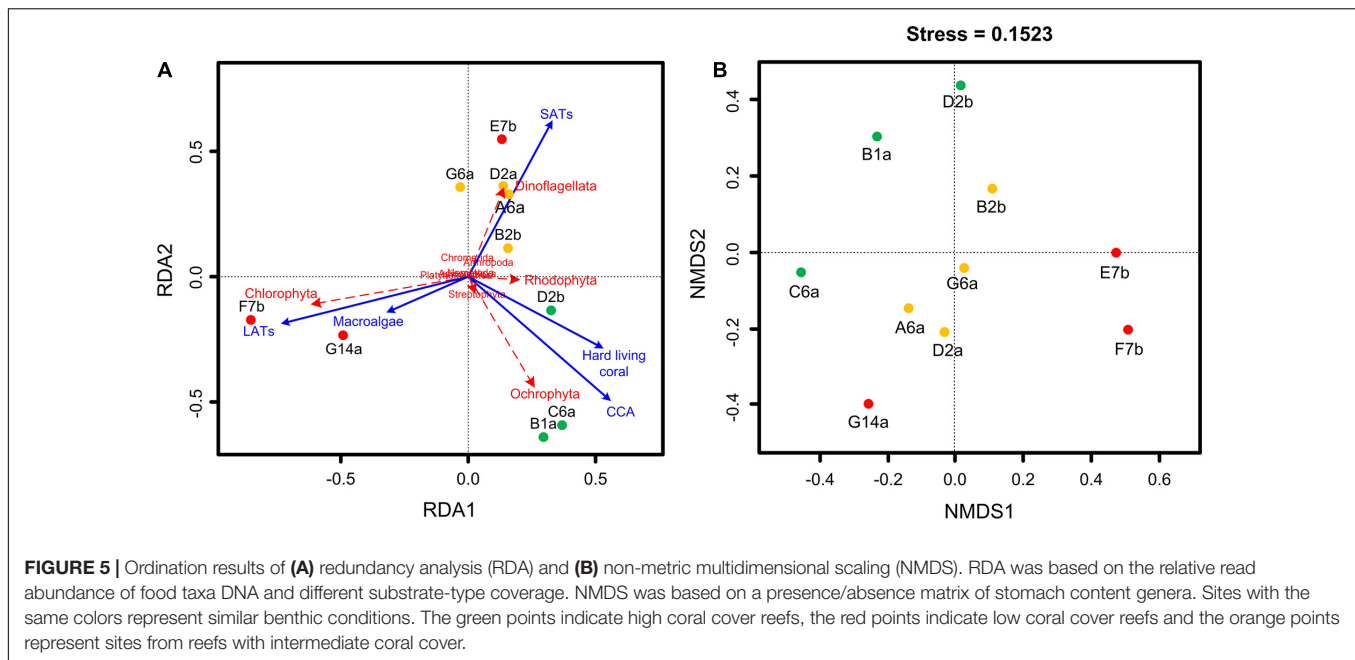 Stress = 0.1523
A
B
SATs
E7b
G6a
D2a
Dinoflagellata
A6a
B2b
Chromerida
Arthropoda
Rhodophyta
Streptophyta
Chlorophyta
D2b
F7b
LATs
Macroalgae
G14a
Hard living
coral
Ochrophyta
CCA
C6a
B1a
0.5
0.0
-0.5
RDA2
-0.5
0.0
0.5
RDA1
D2b
B1a
B2b
E7b
G6a
C6a
A6a
D2a
F7b
G14a
0.4
0.2
0.0
-0.2
-0.4
NMDS2
-0.4
-0.2
0.0
0.2
0.4
0.6
NMDS1
FIGURE 5 | Ordination results of (A) redundancy analysis (RDA) and (B) non-metric multidimensional scaling (NMDS). RDA was based on the relative read
abundance of food taxa DNA and different substrate-type coverage. NMDS was based on a presence/absence matrix of stomach content genera. Sites with the
same colors represent similar benthic conditions. The green points indicate high coral cover reefs, the red points indicate low coral cover reefs and the orange points
represent sites from reefs with intermediate coral cover.